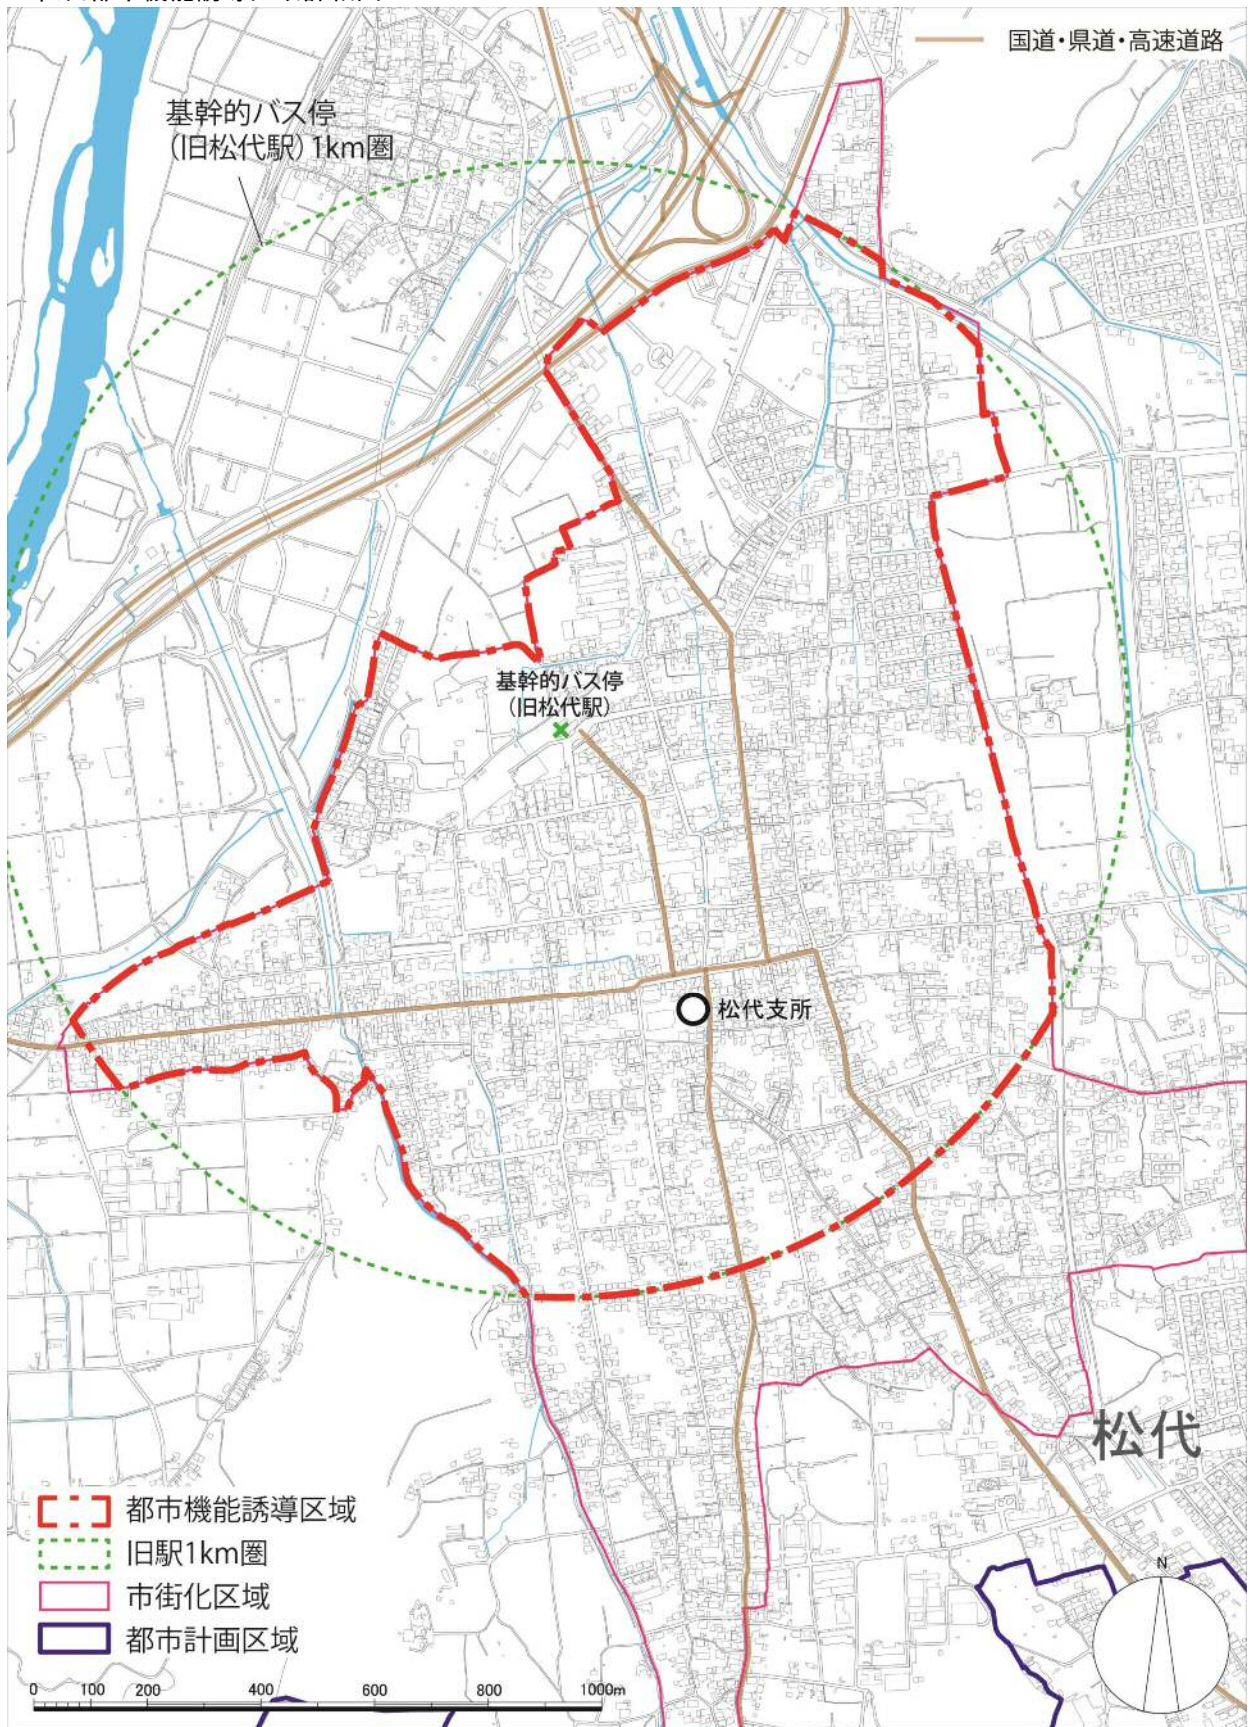 国道・県道・高速道路
基幹的バス停
(旧松代駅)1km圏
基幹的バス停
(旧松代駅)
松代支所
松代
都市機能誘導区域
旧駅1km圏
市街化区域
都市計画区域
N
0 100 200 400 600 800 1000m